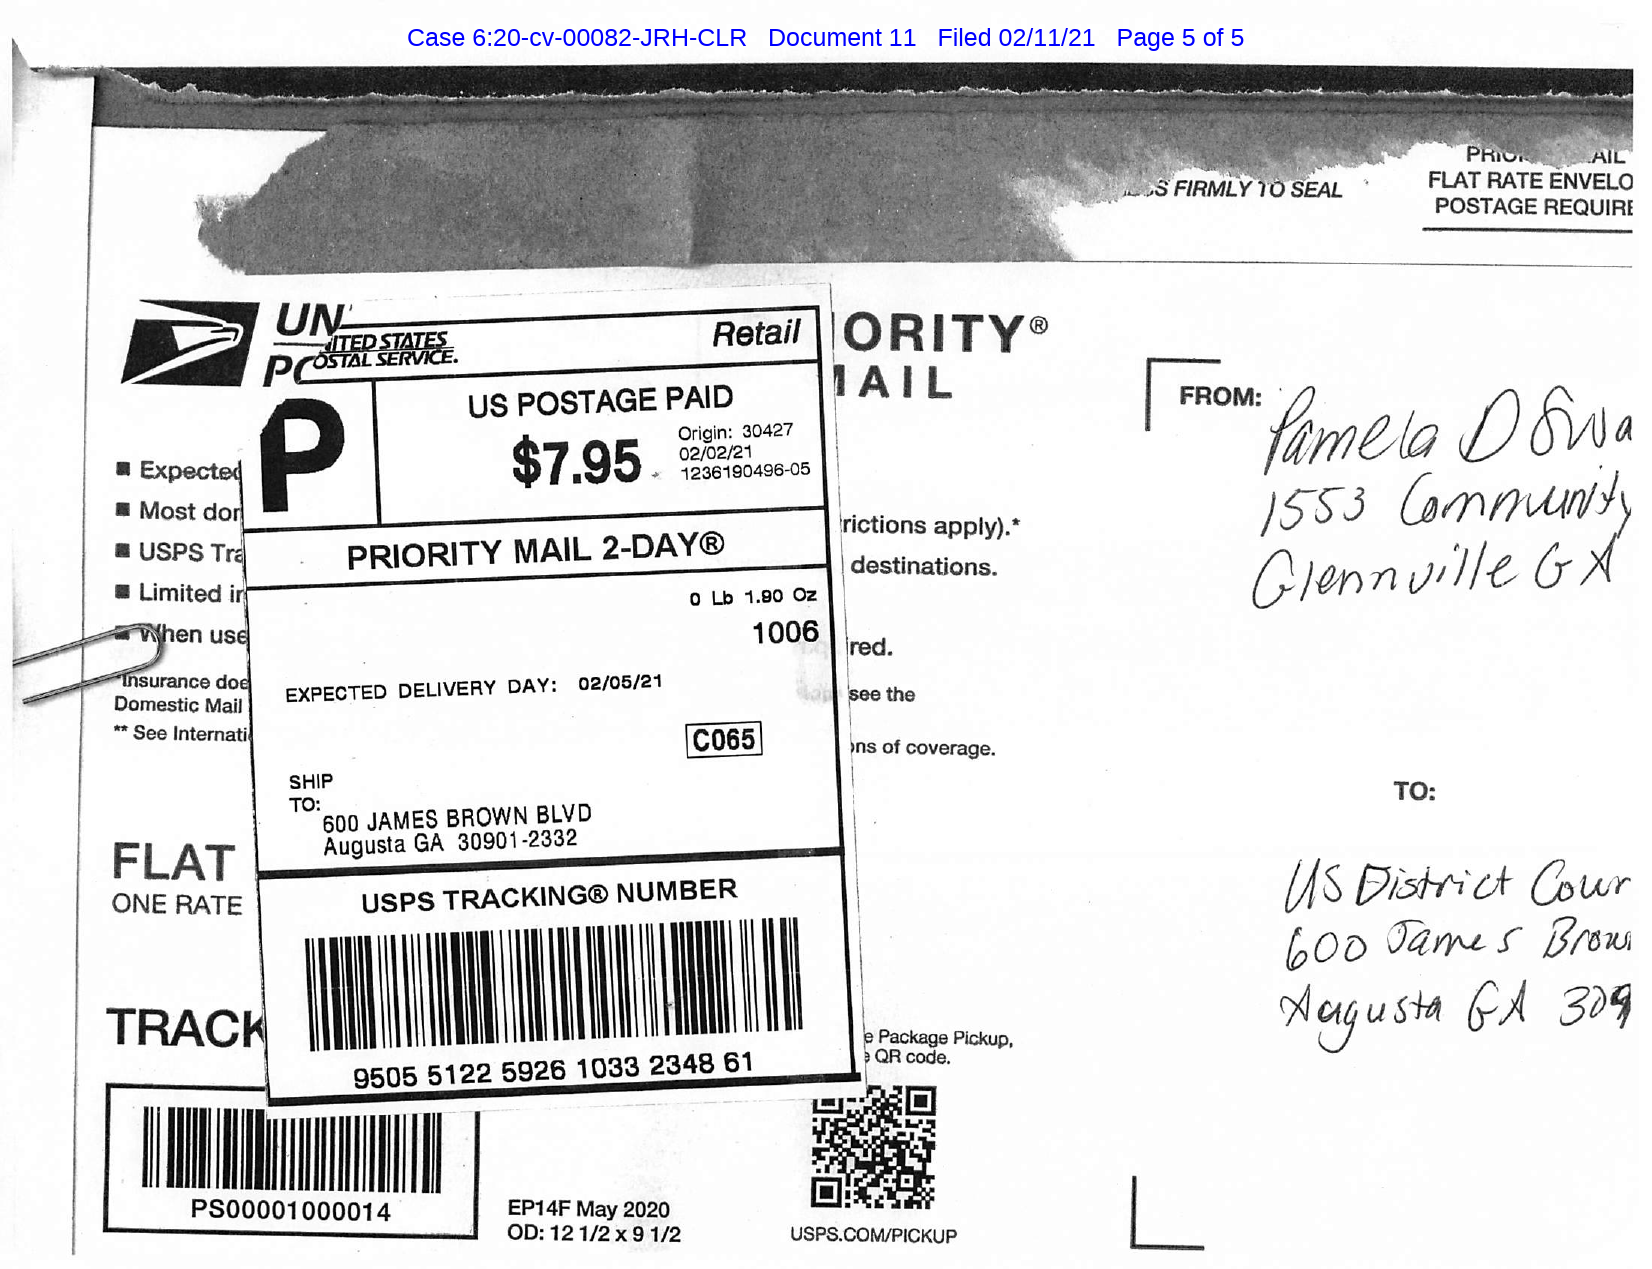 Case 6:20-cv-00082-JRH-CLR Document 11 Filed 02/11/21 Page 5 of 5
S FIRMLY TO SEAL
AIL
FLAT RATE ENVELO
POSTAGE REQUIRE
UN
PO
ITED STATES
OSTAL SERVICE.
Retail
ORITY®
AIL
P
US POSTAGE PAID
$7.95
Origin: 30427
02/02/21
1236190496-05
PRIORITY MAIL 2-DAY®
0 Lb 1.90 Oz
1006
EXPECTED DELIVERY DAY: 02/05/21
C065
SHIP
TO:
600 JAMES BROWN BLVD
Augusta GA 30901-2332
USPS TRACKING® NUMBER
9505 5122 5926 1033 2348 61
■ Expected
■ Most dor
■ USPS Tra
■ Limited in
■ When use
*Insurance doe
Domestic Mail
** See Internati
rictions apply).*
destinations.
red.
see the
ns of coverage.
FLAT
ONE RATE
TRACK
PS00001000014
EP14F May 2020
OD: 12 1/2 x 9 1/2
e Package Pickup,
QR code.
USPS.COM/PICKUP
FROM:
Pamela D Swa
1553 Community
Glennville GA
TO:
US District Cour
600 James Brow
Augusta GA 309